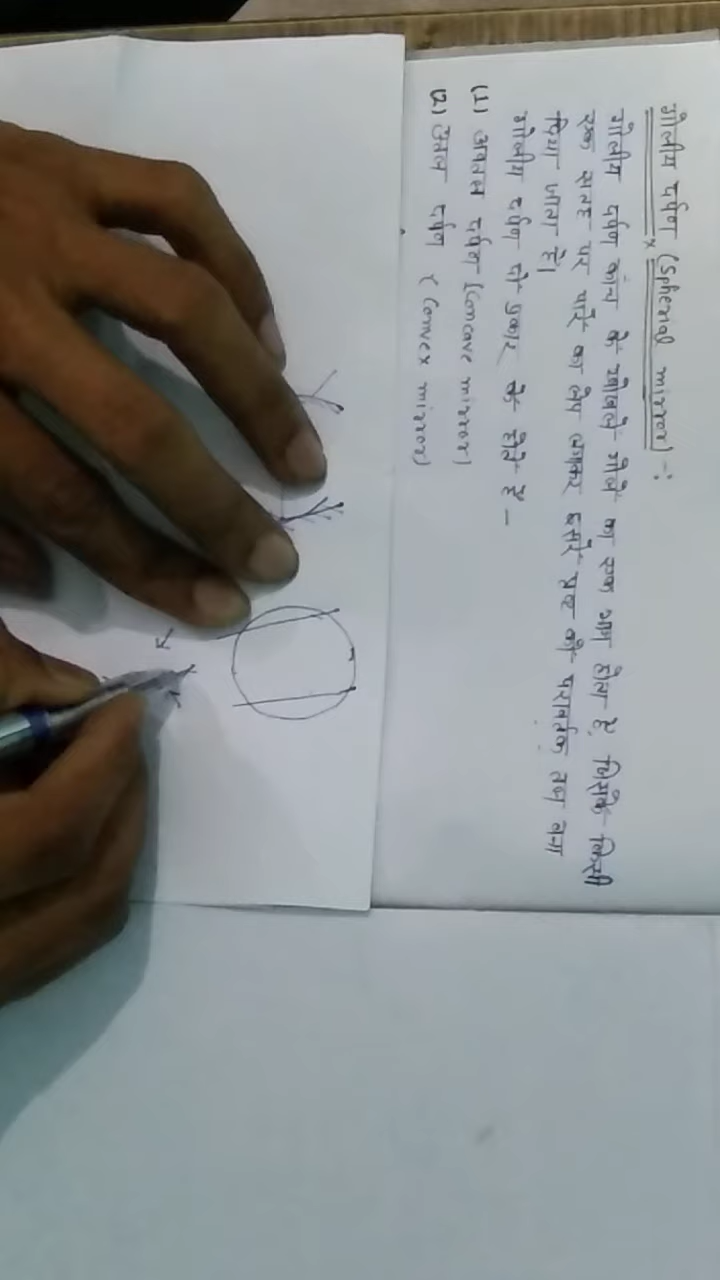 गोलीय दर्पण (Spherical mirror) -:
गोलीय दर्पण कांच के खोखले गोले का एक भाग होता है जिसके किसी
एक सतह पर पारे का लेप लगाकर दूसरे पृष्ठ को परावर्तक तल बना
दिया जाता है।
गोलीय दर्पण दो प्रकार के होते हैं -
(1) अवतल दर्पण (Concave mirror)
(2) उत्तल दर्पण (Convex mirror)